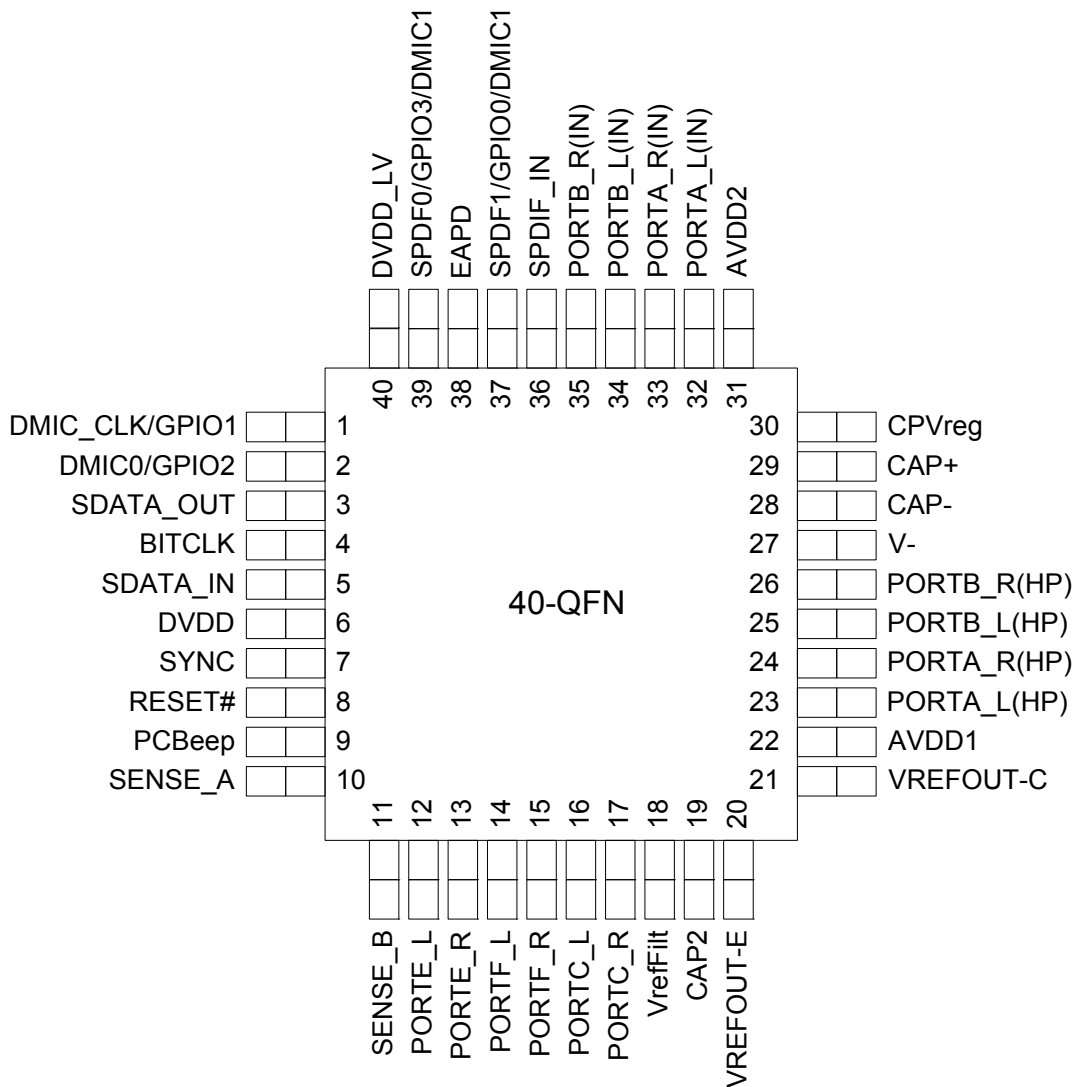 DVDD_LV
SPDF0/GPIO3/DMIC1
EAPD
SPDF1/GPIO0/DMIC1
SPDIF_IN
PORTB_R(IN)
PORTB_L(IN)
PORTA_R(IN)
PORTA_L(IN)
AVDD2
40
39
38
37
36
35
34
33
32
31
DMIC_CLK/GPIO1 1
DMIC0/GPIO2 2
SDATA_OUT 3
BITCLK 4
SDATA_IN 5
DVDD 6
SYNC 7
RESET# 8
PCBeep 9
SENSE_A 10
40-QFN
30 CPVreg
29 CAP+
28 CAP-
27 V-
26 PORTB_R(HP)
25 PORTB_L(HP)
24 PORTA_R(HP)
23 PORTA_L(HP)
22 AVDD1
21 VREFOUT-C
11
12
13
14
15
16
17
18
19
20
SENSE_B
PORTE_L
PORTE_R
PORTF_L
PORTF_R
PORTC_L
PORTC_R
VrefFilt
CAP2
VREFOUT-E